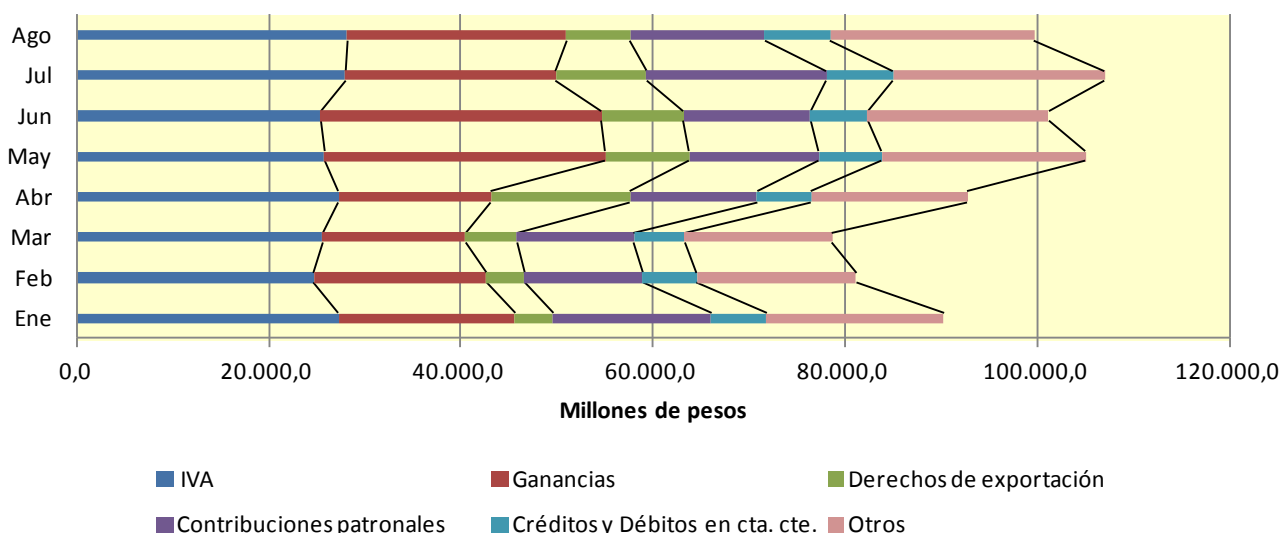 Ago
Jul
Jun
May
Abr
Mar
Feb
Ene
0,0 20.000,0 40.000,0 60.000,0 80.000,0 100.000,0 120.000,0
Millones de pesos
IVA Ganancias Derechos de exportación
Contribuciones patronales Créditos y Débitos en cta. cte. Otros